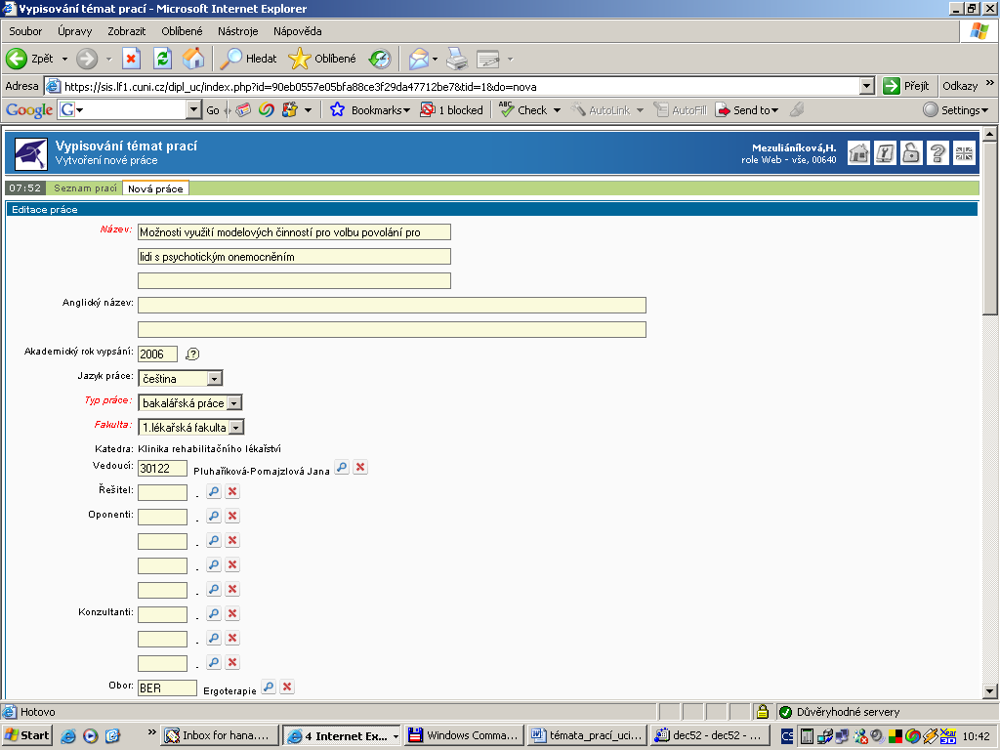 Vypisování témat prací - Microsoft Internet Explorer
Soubor Úpravy Zobrazit Oblíbené Nástroje Nápověda
Zpět Hledat Oblíbené
Adresa https://sis.lf1.cuni.cz/dipl_uc/index.php?id=90eb0557e05bfa88ce3f29da47712be7&tid=1&do=nova Přejít Odkazy »
Google G Go Bookmarks 1 blocked ABC Check AutoLink AutoFill Send to Settings
Vypisování témat prací
Vytvoření nové práce
Mezuliáníková,H.
role Web - vše, 00640
07:52 Seznam prací Nová práce
Editace práce
Název: Možnosti využití modelových činností pro volbu povolání pro
lidi s psychotickým onemocněním
Anglický název:
Akademický rok vypsání: 2006 ?
Jazyk práce: čeština
Typ práce: bakalářská práce
Fakulta: 1.lékařská fakulta
Katedra: Klinika rehabilitačního lékařství
Vedoucí: 30122 Pluhaříková-Pomajzlová Jana
Řešitel: .
Oponenti: .
.
.
.
Konzultanti: .
.
.
Obor: BER Ergoterapie
Hotovo Důvěryhodné servery
Start » Inbox for hana.... 4 Internet Ex... Windows Comma... témata_prací_uci... dec52 - dec52 - ... CS 10:42